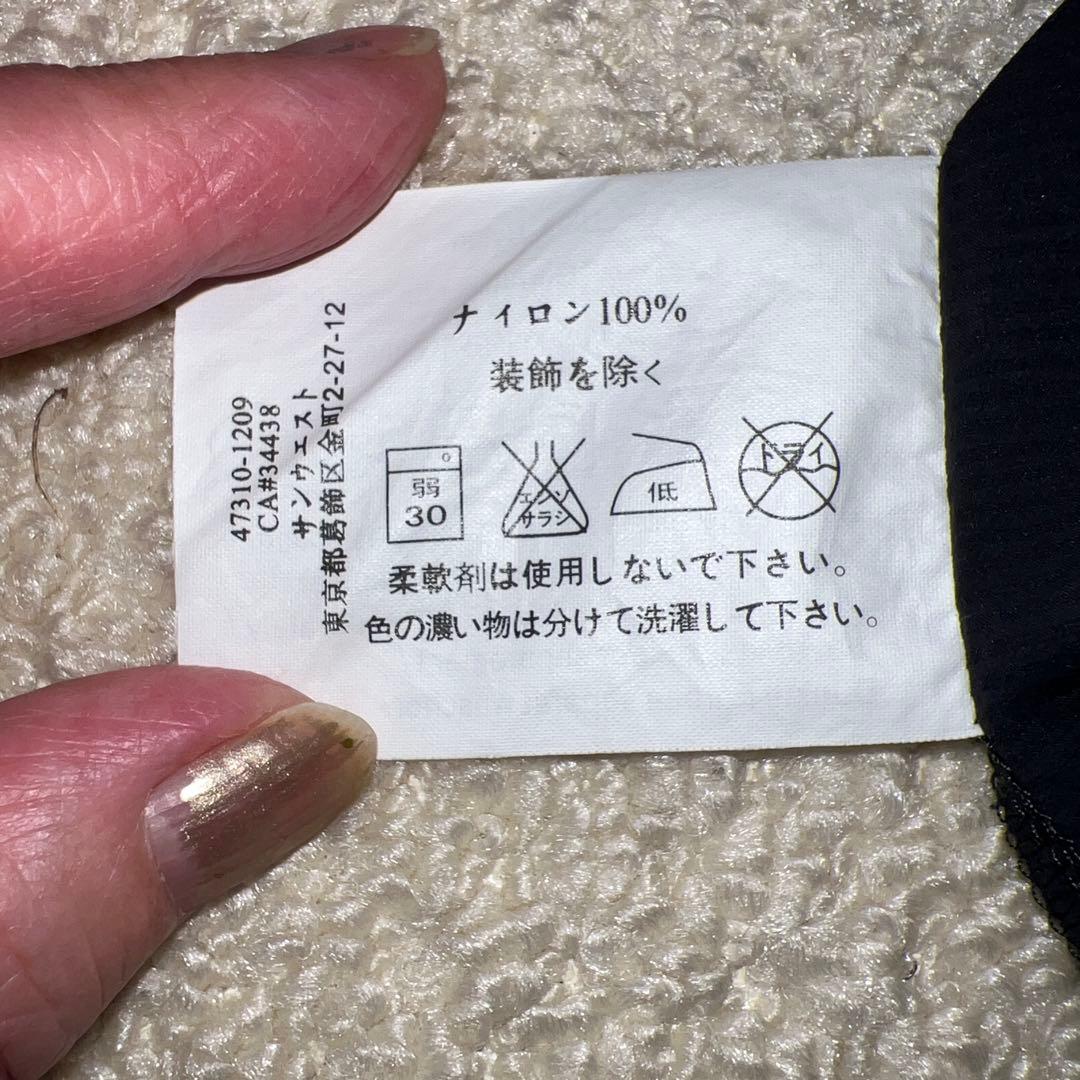 ナイロン100%
装飾を除く
弱
30
エンソ
サラシ
低
ドライ
柔軟剤は使用しないで下さい。
色の濃い物は分けて洗濯して下さい。
47310-1209
CA#34438
サンウエスト
東京都葛飾区金町2-27-12